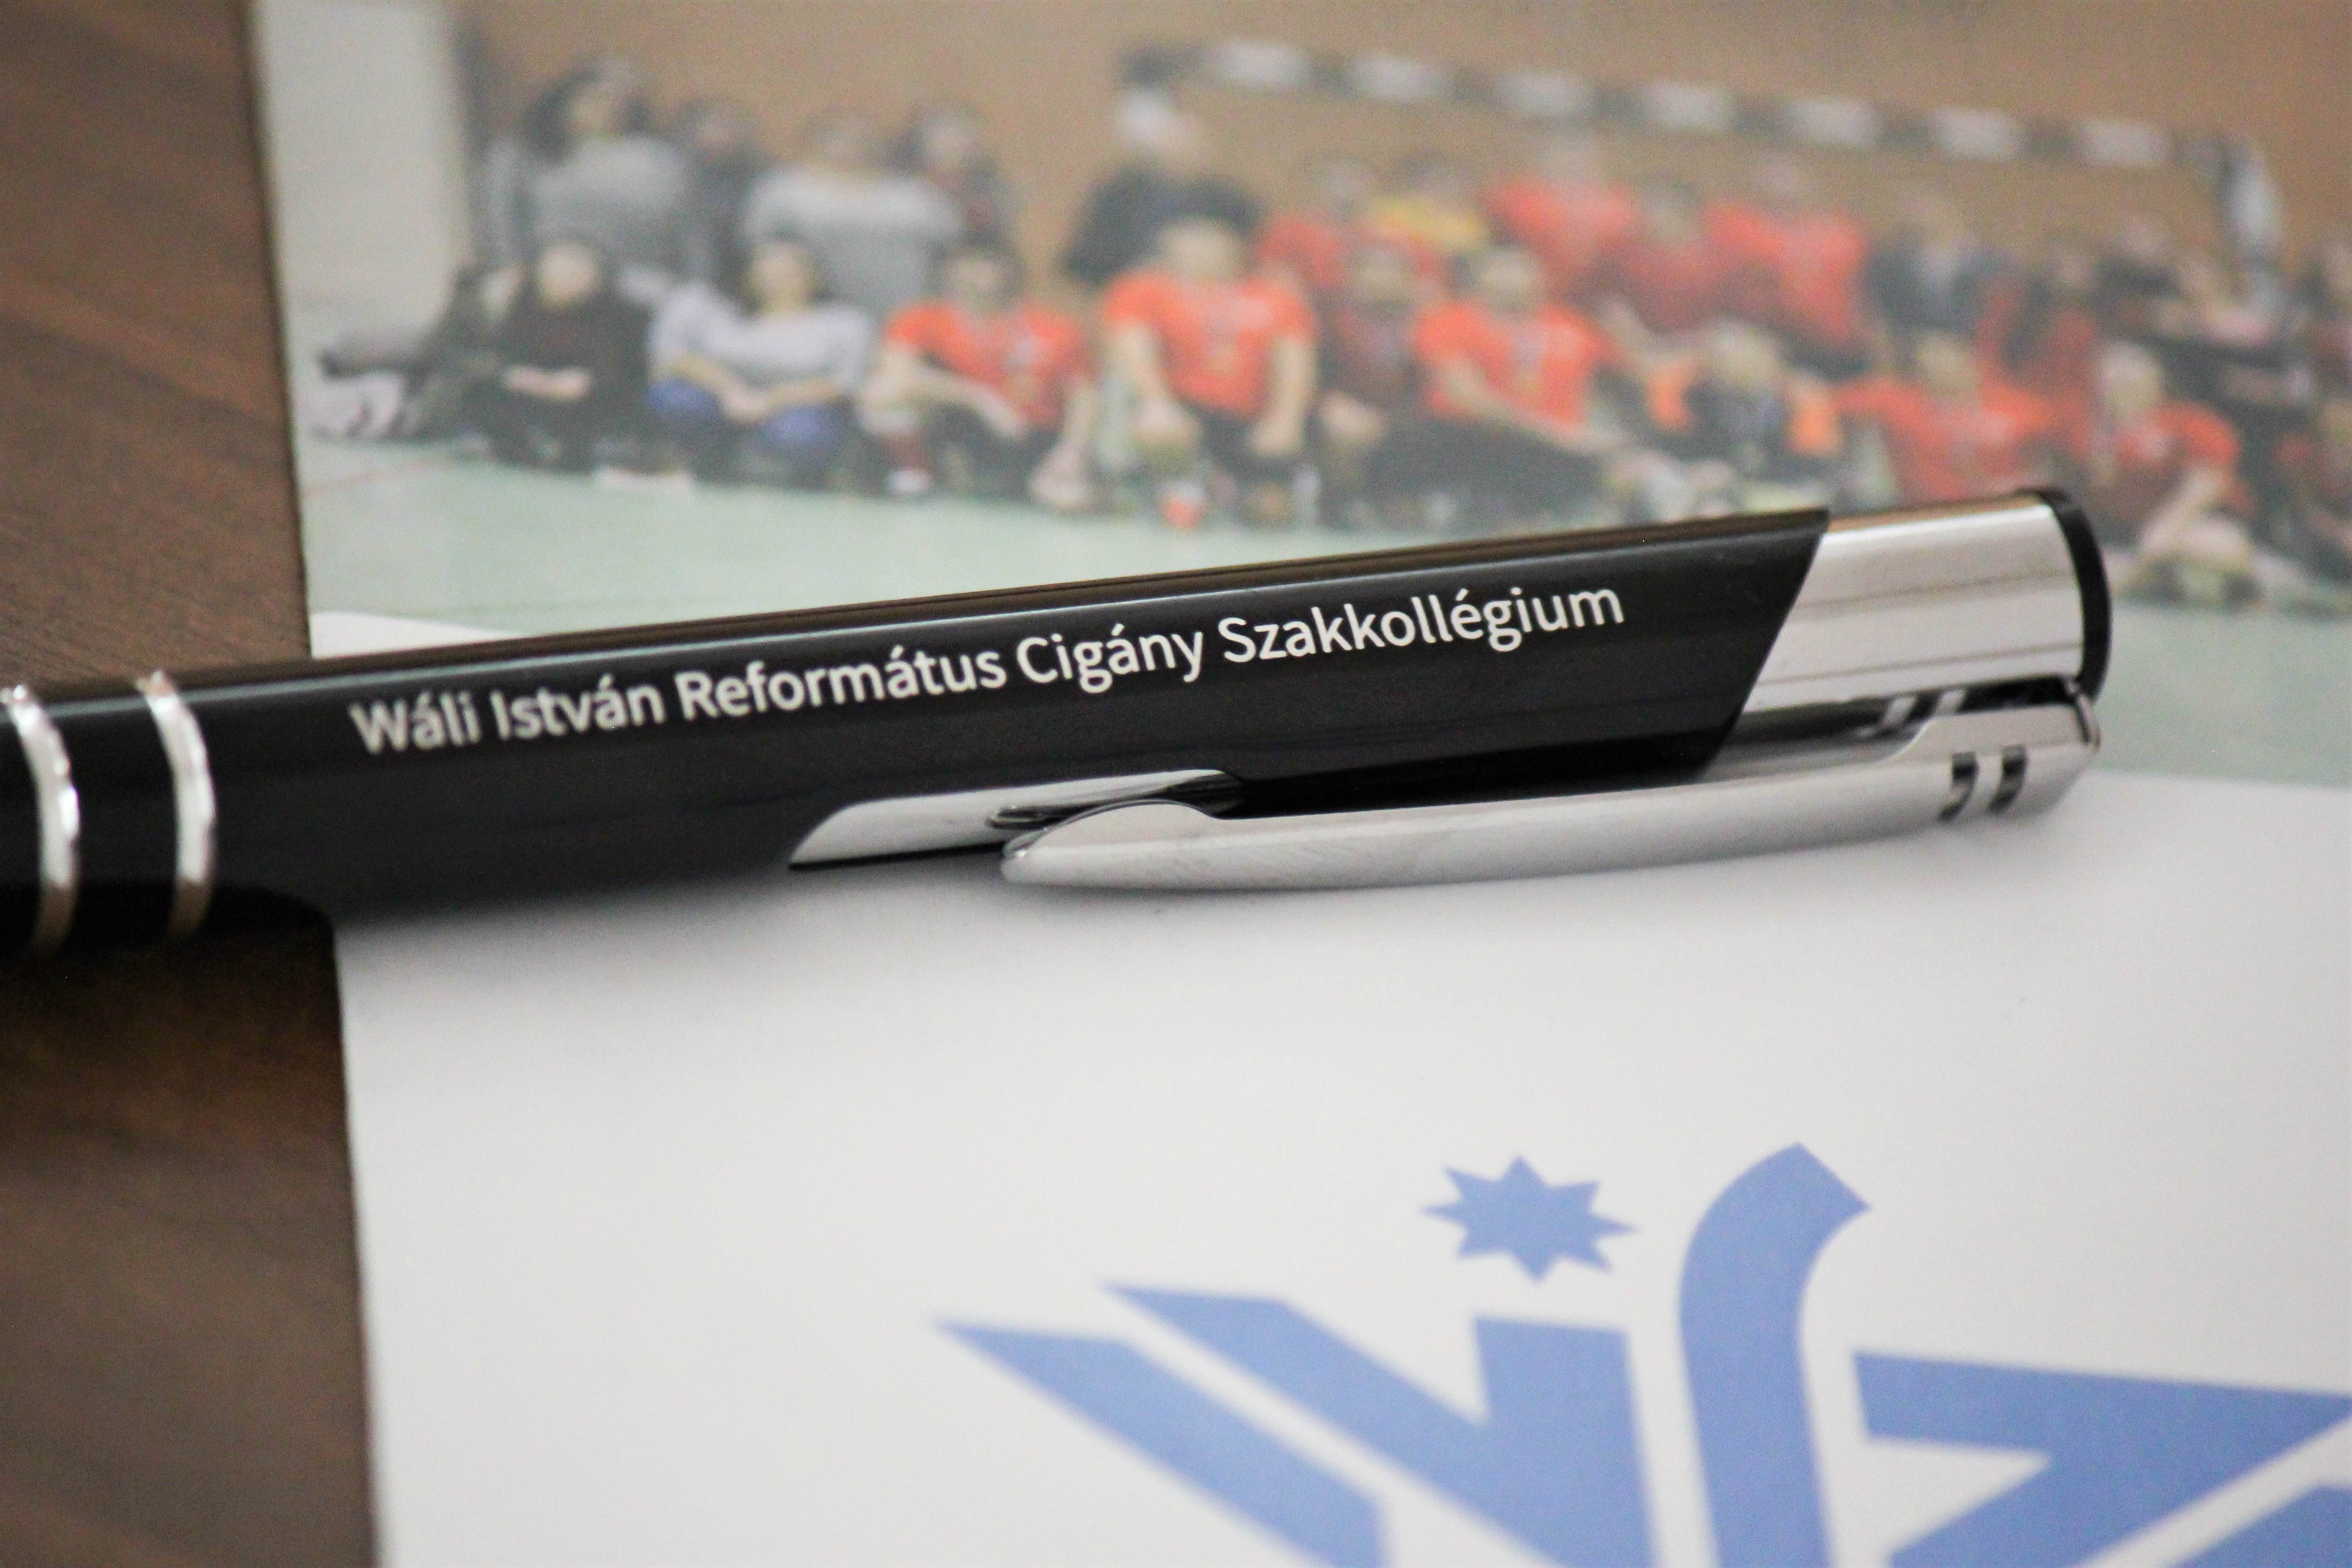 Wáli István Református Cigány Szakkollégium